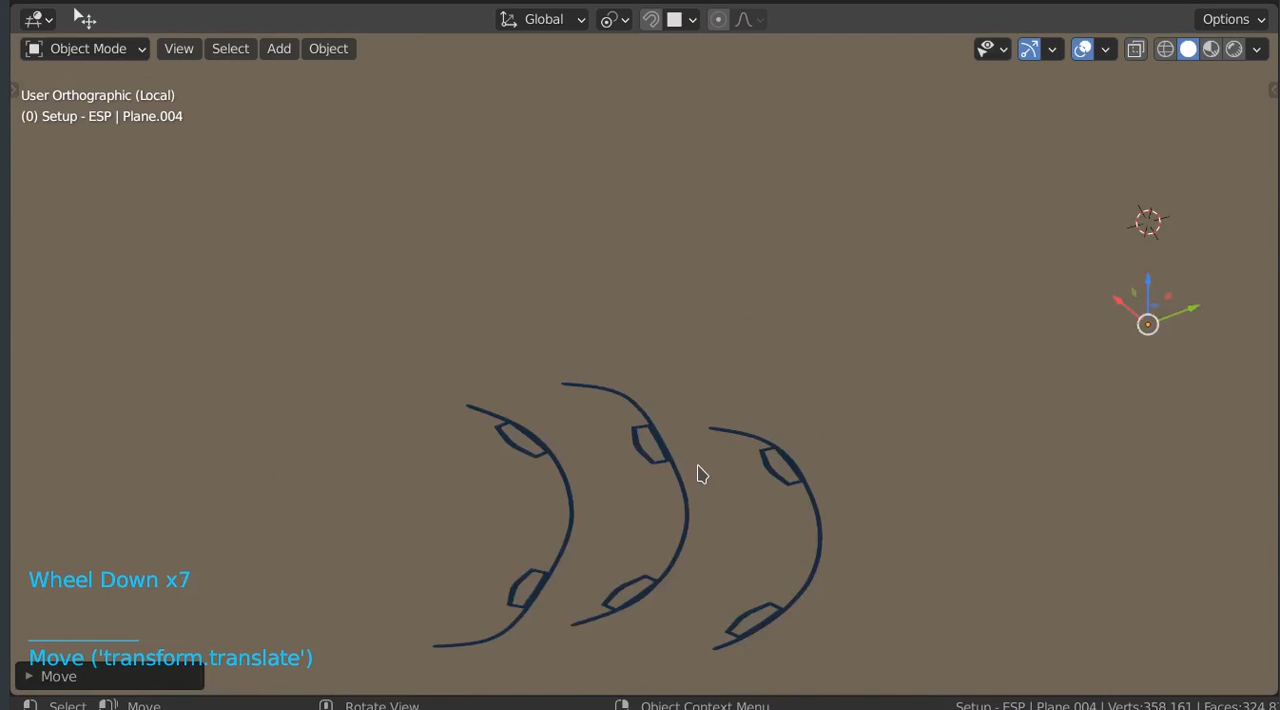 Global
Options
Object Mode
View
Select
Add
Object
User Orthographic (Local)
(0) Setup - ESP | Plane.004
Wheel Down x7
Move ('transform.translate')
Move
Select
Move
Rotate View
Object Context Menu
Setup - ESP | Plane.004 | Verts:358,161 | Faces:324,8